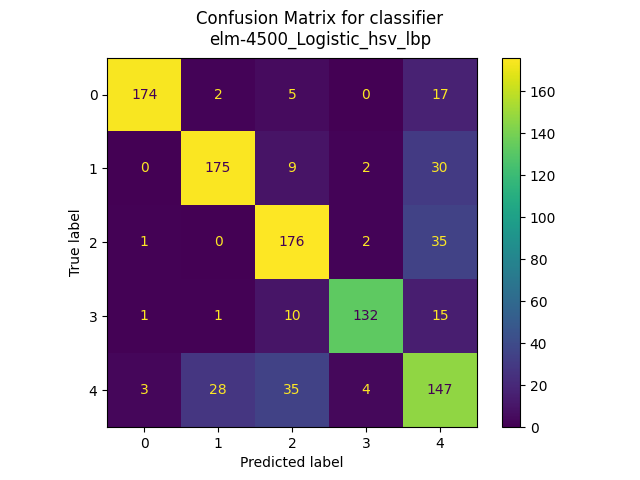 Confusion Matrix for classifier
elm-4500_Logistic_hsv_lbp
True label
0 174 2 5 0 17
1 0 175 9 2 30
2 1 0 176 2 35
3 1 1 10 132 15
4 3 28 35 4 147
0 1 2 3 4
Predicted label
160
140
120
100
80
60
40
20
0